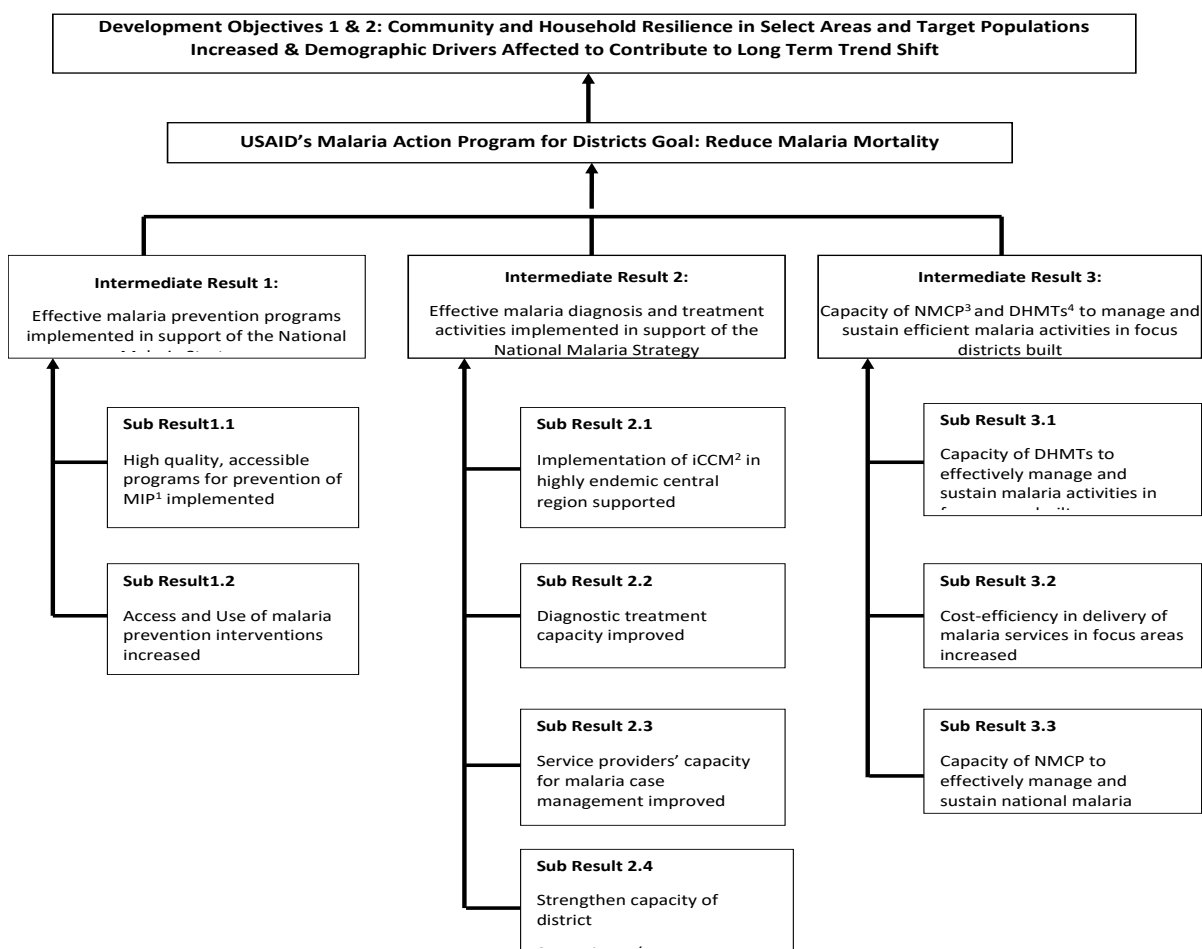 Development Objectives 1 & 2: Community and Household Resilience in Select Areas and Target Populations
Increased & Demographic Drivers Affected to Contribute to Long Term Trend Shift
USAID’s Malaria Action Program for Districts Goal: Reduce Malaria Mortality
Intermediate Result 1:
Effective malaria prevention programs
implemented in support of the National
Intermediate Result 2:
Effective malaria diagnosis and treatment
activities implemented in support of the
National Malaria Strategy
Intermediate Result 3:
Capacity of NMCP³ and DHMTs⁴ to manage and
sustain efficient malaria activities in focus
districts built
Sub Result1.1
High quality, accessible
programs for prevention of
MIP¹ implemented
Sub Result1.2
Access and Use of malaria
prevention interventions
increased
Sub Result 2.1
Implementation of iCCM² in
highly endemic central
region supported
Sub Result 2.2
Diagnostic treatment
capacity improved
Sub Result 2.3
Service providers’ capacity
for malaria case
management improved
Sub Result 2.4
Strengthen capacity of
district
Sub Result 3.1
Capacity of DHMTs to
effectively manage and
sustain malaria activities in
Sub Result 3.2
Cost-efficiency in delivery of
malaria services in focus areas
increased
Sub Result 3.3
Capacity of NMCP to
effectively manage and
sustain national malaria